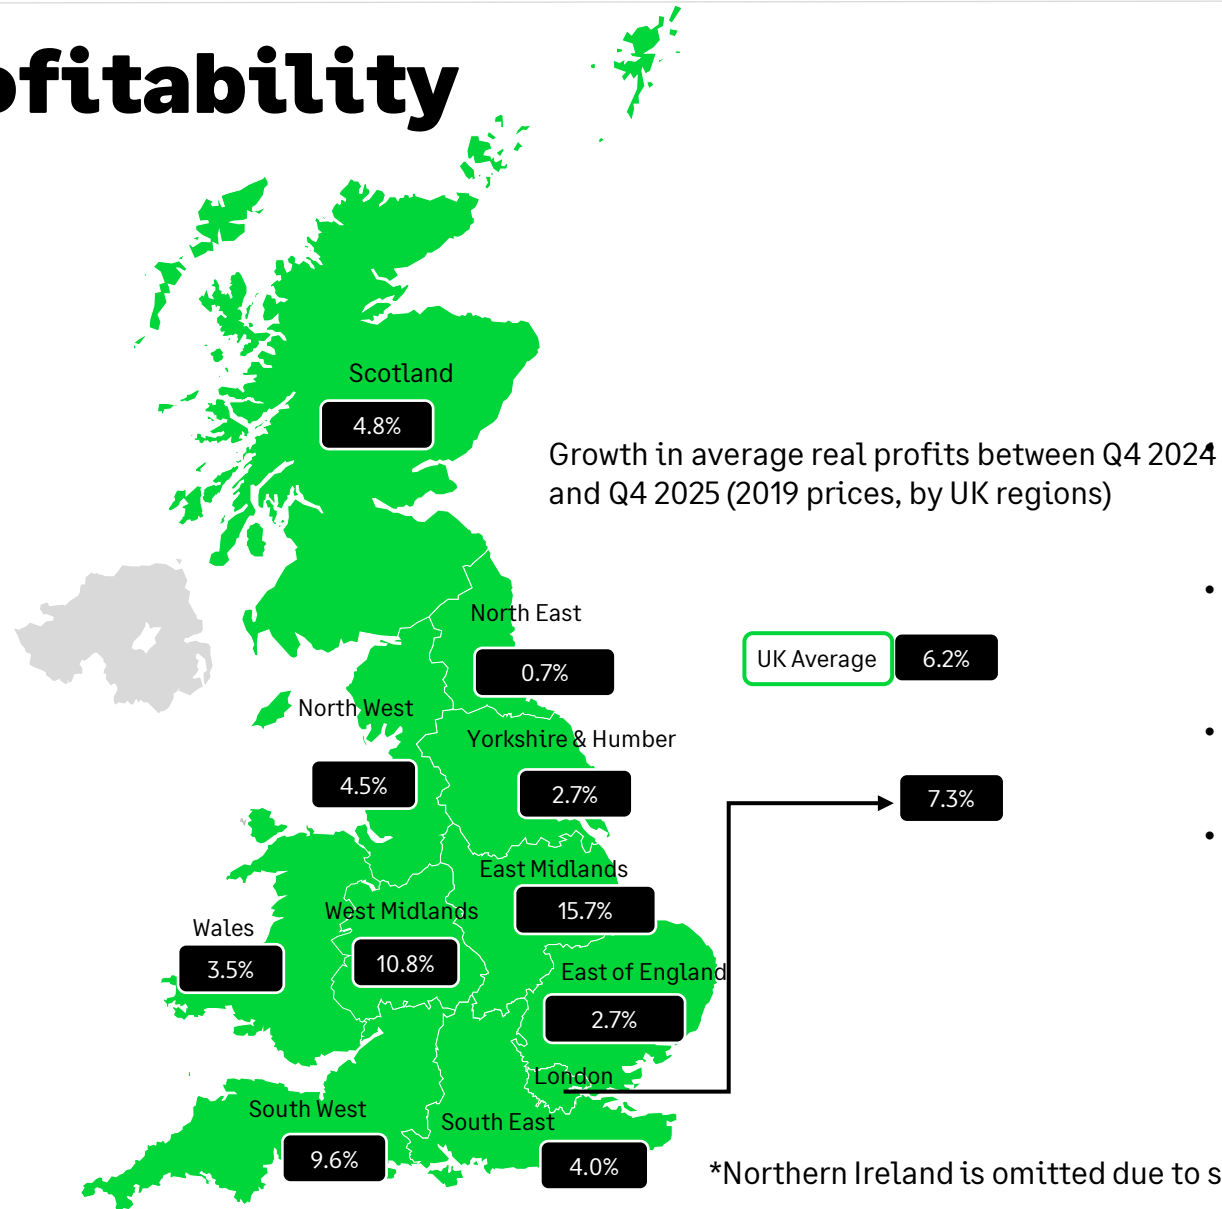 ofitability
Scotland
4.8%
Growth in average real profits between Q4 2024
and Q4 2025 (2019 prices, by UK regions)
North East
0.7%
UK Average
6.2%
North West
4.5%
Yorkshire & Humber
2.7%
7.3%
East Midlands
15.7%
West Midlands
10.8%
Wales
3.5%
East of England
2.7%
London
South West
9.6%
South East
4.0%
*Northern Ireland is omitted due to s